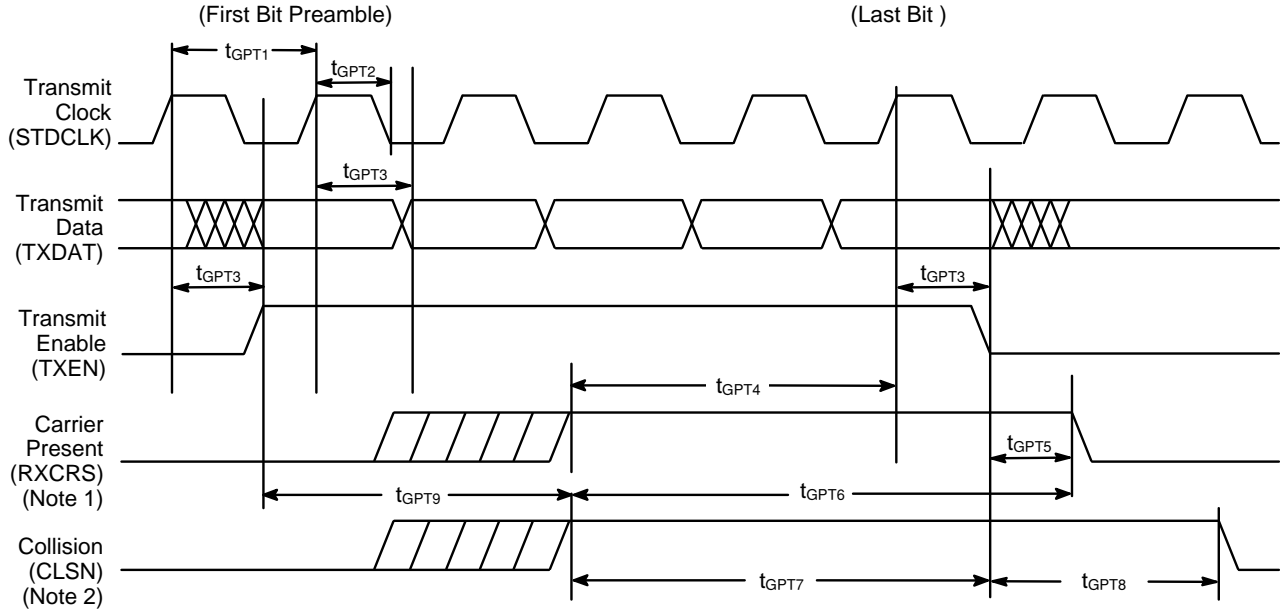 (First Bit Preamble)
(Last Bit )
tGPT1
tGPT2
Transmit
Clock
(STDCLK)
tGPT3
Transmit
Data
(TXDAT)
tGPT3
tGPT3
Transmit
Enable
(TXEN)
tGPT4
Carrier
Present
(RXCRS)
(Note 1)
tGPT5
tGPT9
tGPT6
Collision
(CLSN)
(Note 2)
tGPT7
tGPT8